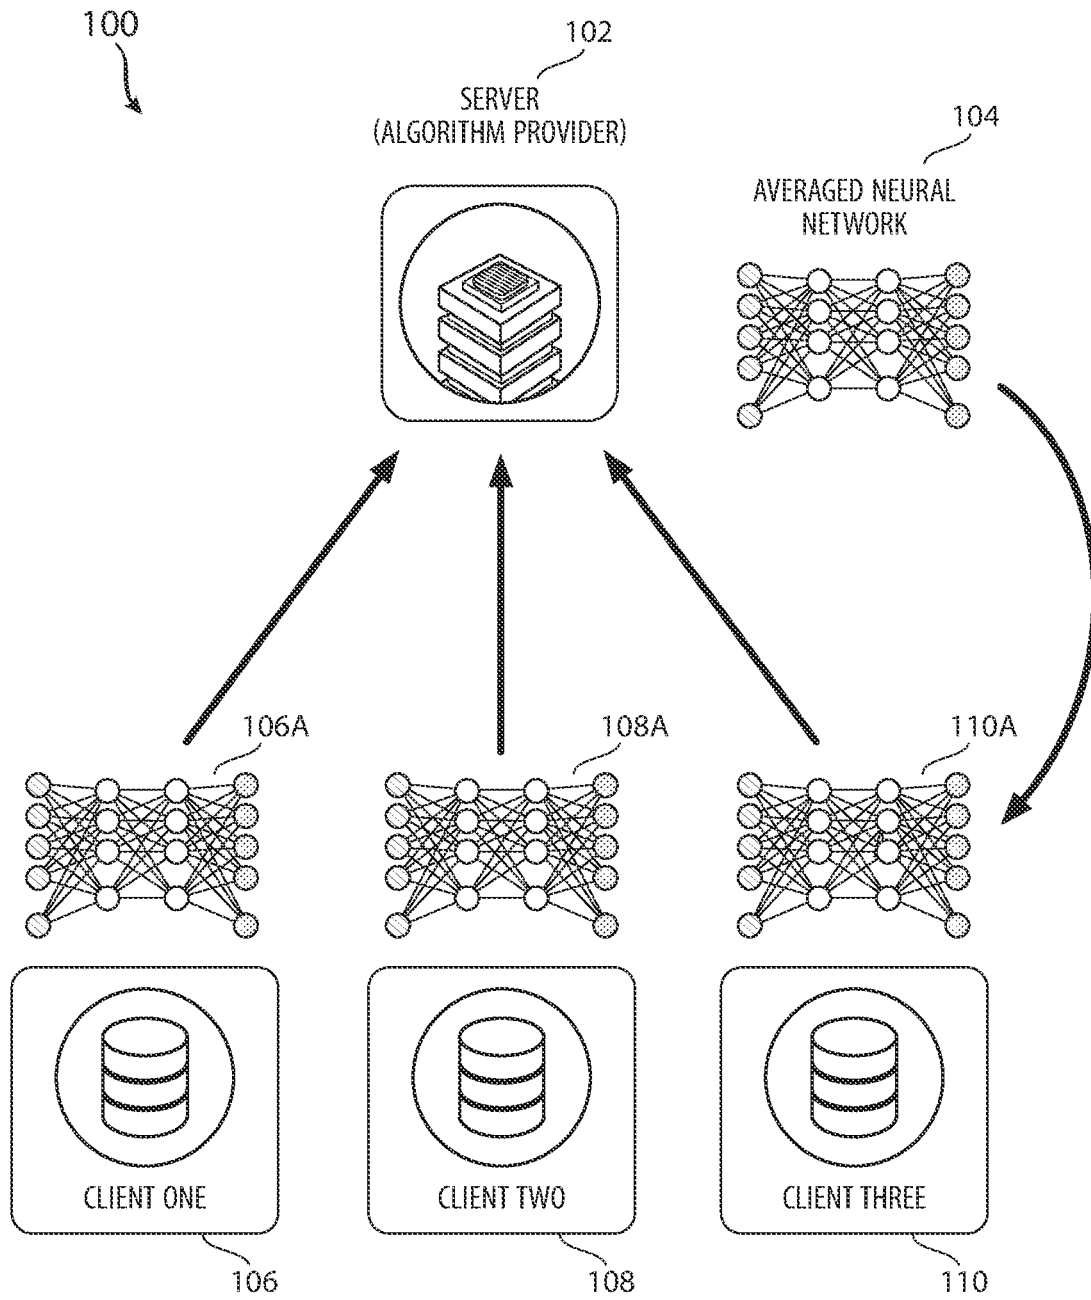 100
102
SERVER
(ALGORITHM PROVIDER)
104
AVERAGED NEURAL
NETWORK
106A
108A
110A
CLIENT ONE
CLIENT TWO
CLIENT THREE
106
108
110